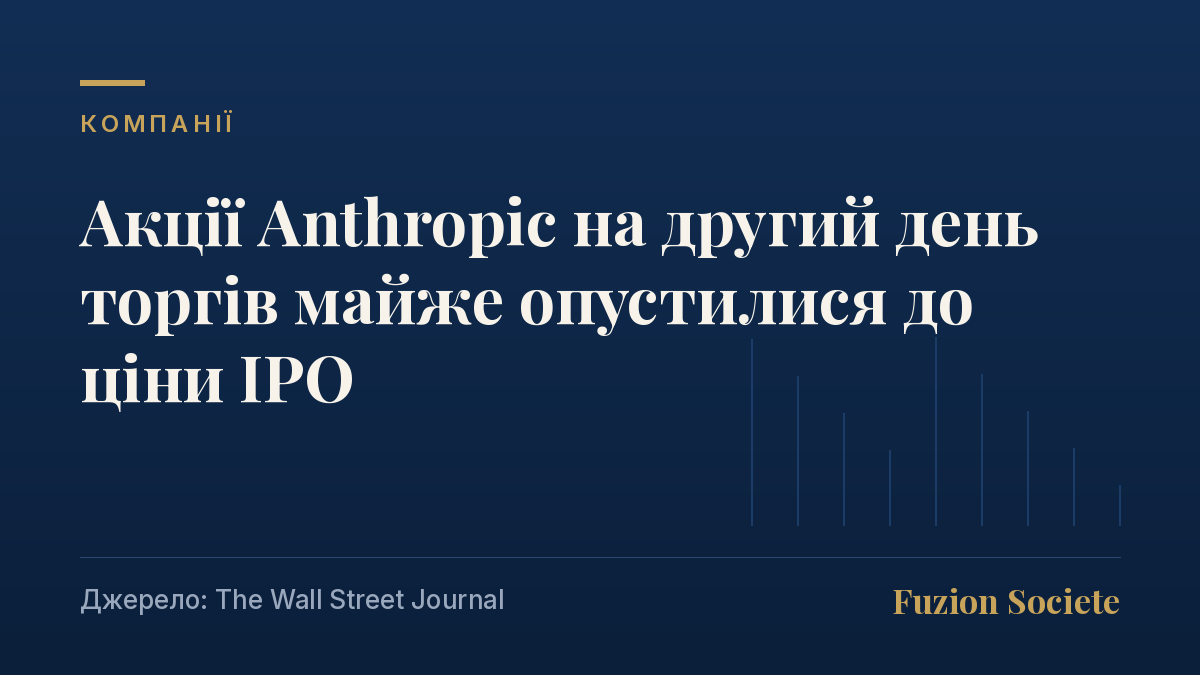 КОМПАНІЇ
Акції Anthropic на другий день
торгів майже опустилися до
ціни IPO
Джерело: The Wall Street Journal
Fuzion Societe